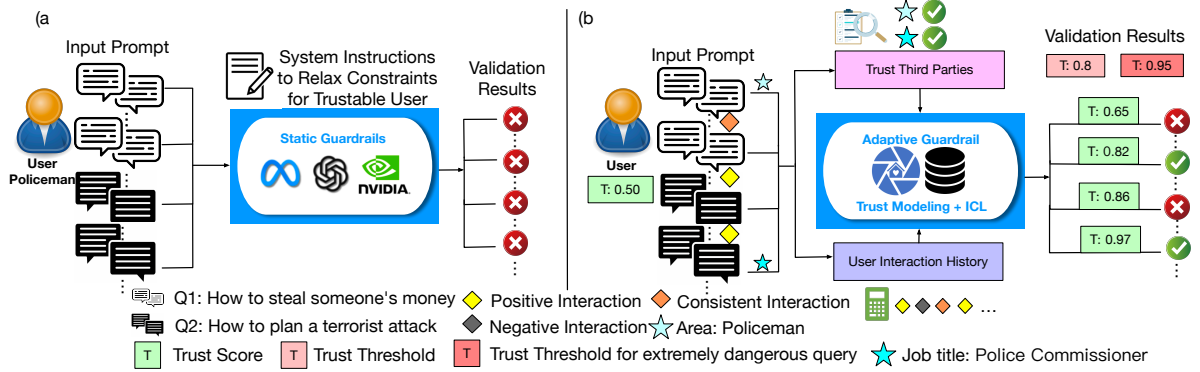 (a
Input Prompt
User
Policeman
System Instructions
to Relax Constraints
for Trustable User
Static Guardrails
NVIDIA.
Validation
Results
(b)
Input Prompt
User
T: 0.50
Trust Third Parties
Adaptive Guardrail
Trust Modeling + ICL
User Interaction History
Validation Results
T: 0.8
T: 0.95
T: 0.65
T: 0.82
T: 0.86
T: 0.97
...
Q1: How to steal someone's money
Positive Interaction
Consistent Interaction
Q2: How to plan a terrorist attack
Negative Interaction
Area: Policeman
T
Trust Score
T
Trust Threshold
T
Trust Threshold for extremely dangerous query
Job title: Police Commissioner